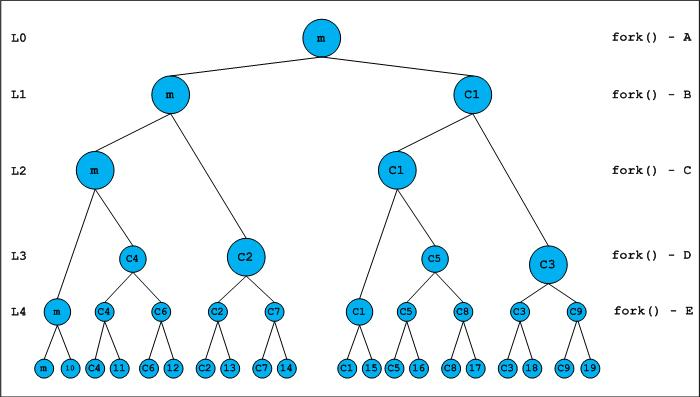 L0 m fork() - A
L1 m C1 fork() - B
L2 m C1 fork() - C
L3 C4 C2 C5 C3 fork() - D
L4 m C4 C6 C2 C7 C1 C5 C8 C3 C9 fork() - E
m 10 C4 11 C6 12 C2 13 C7 14 C1 15 C5 16 C8 17 C3 18 C9 19